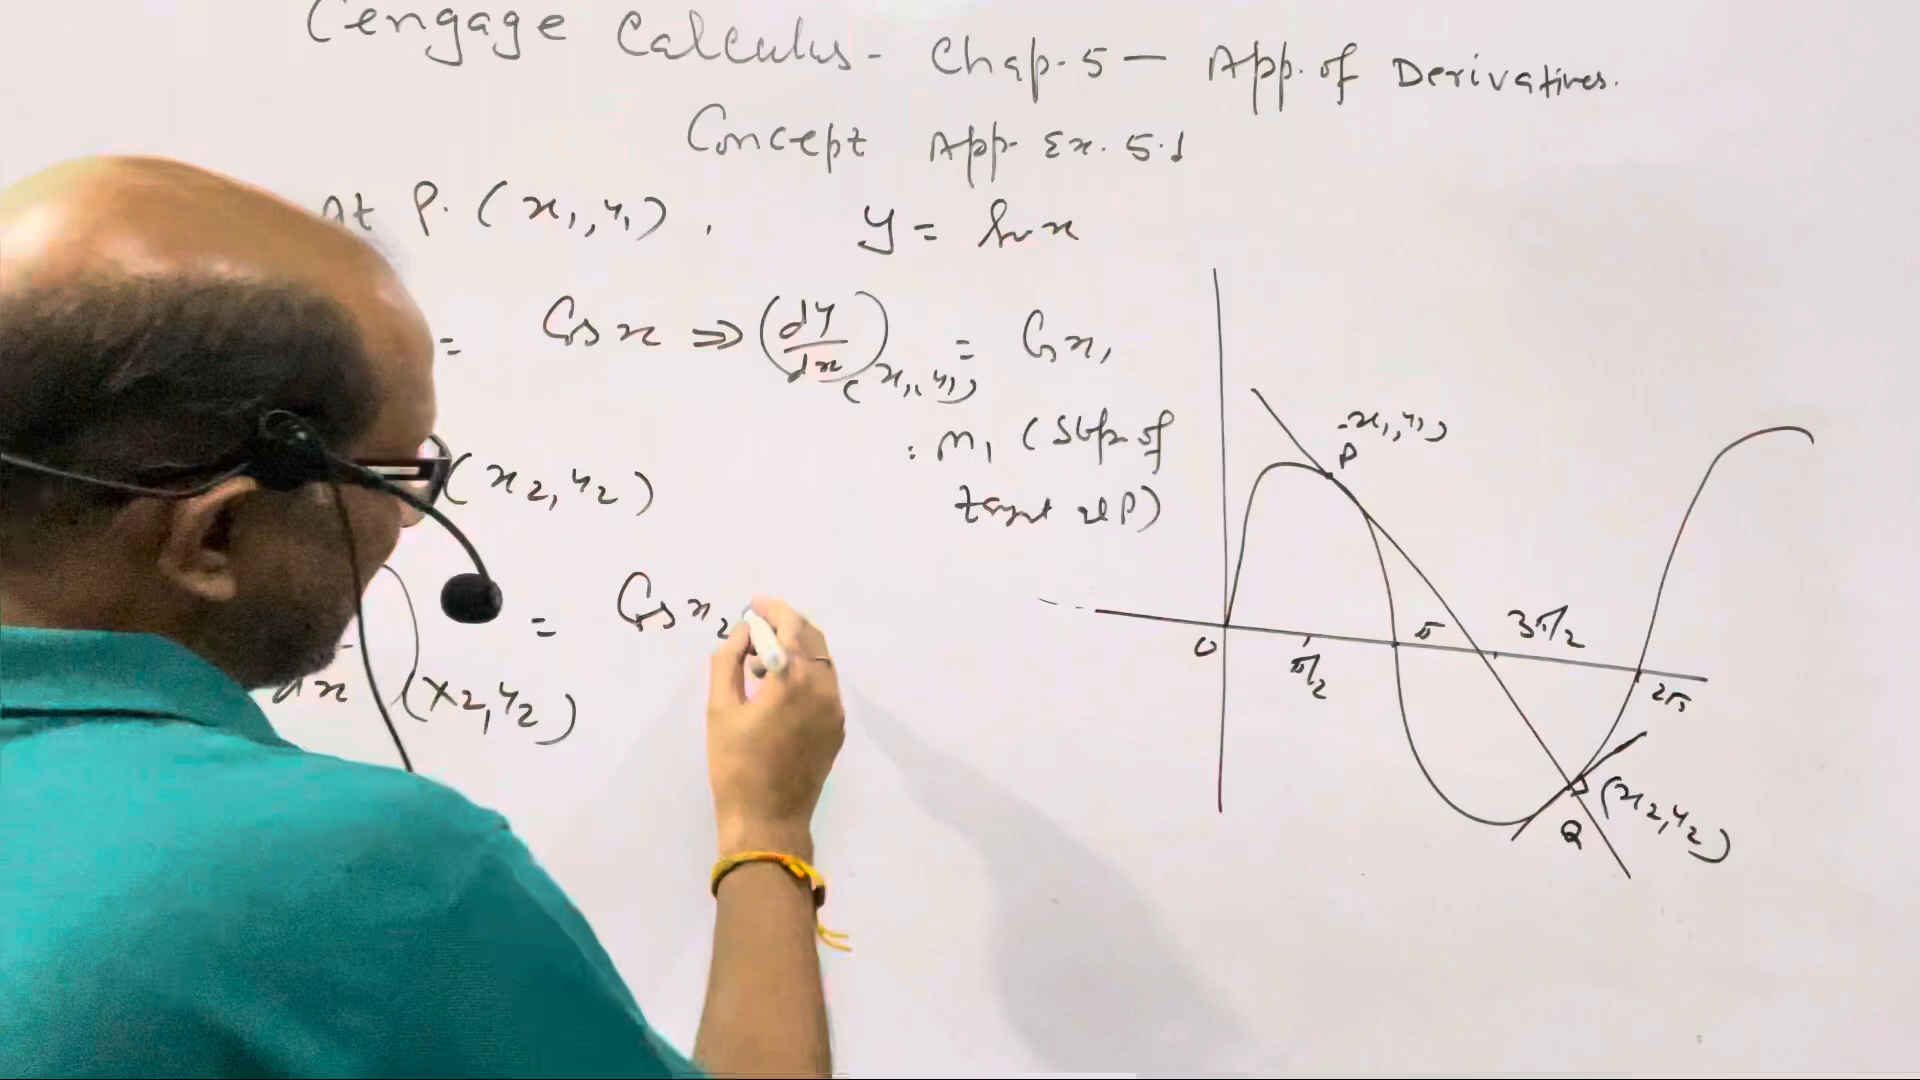 Cengage Calculus - Chap. 5 — App. of Derivatives.
Concept App. Ex. 5.1
At P. (x₁, y₁). y = sin x
= Cos x ⇒ (dy/dx)(x₁, y₁) = Cos x₁
: m₁ (Slope of
tangent at P)
(x₂, y₂)
= Cos x₂
dx (x₂, y₂)
x₁, y₁)
P
O
π/2
π
3π/2
2π
Q
(x₂, y₂)